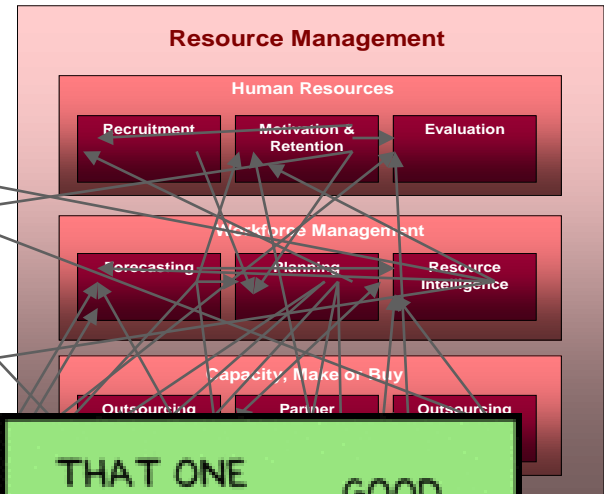 Resource Management
Human Resources
Recruitment
Motivation &
Retention
Evaluation
Workforce Management
Forecasting
Planning
Resource
Intelligence
Capacity, Make or Buy
Outsourcing
Partner
Outsourcing
THAT ONE
GOOD